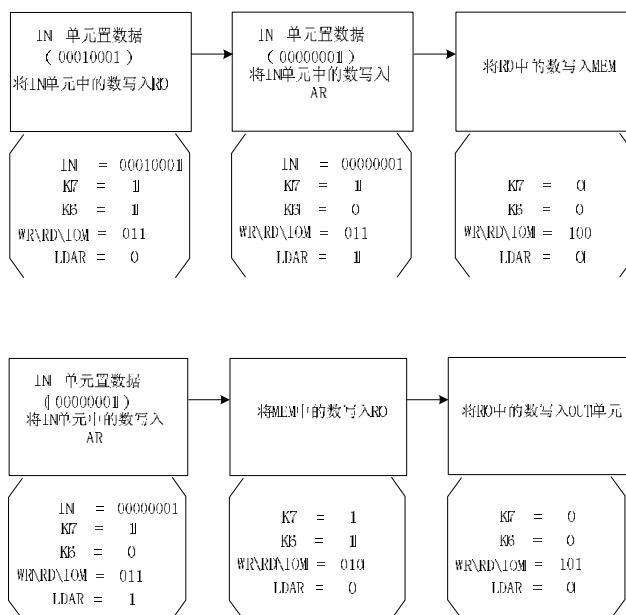 IN 单元置数据
(00010001)
将IN单元中的数写入R0
IN 单元置数据
(00000001)
将IN单元中的数写入
AR
将R0中的数写入MEM
IN = 00010001
K7 = 1
K6 = 1
WR\RD\IOM = 011
LDAR = 0
IN = 00000001
K7 = 1
K6 = 0
WR\RD\IOM = 011
LDAR = 1
K7 = 0
K6 = 0
WR\RD\IOM = 100
LDAR = 0
IN 单元置数据
(00000001)
将IN单元中的数写入
AR
将MEM中的数写入R0
将R0中的数写入OUT单元
IN = 00000001
K7 = 1
K6 = 0
WR\RD\IOM = 011
LDAR = 1
K7 = 1
K6 = 1
WR\RD\IOM = 010
LDAR = 0
K7 = 0
K6 = 0
WR\RD\IOM = 101
LDAR = 0